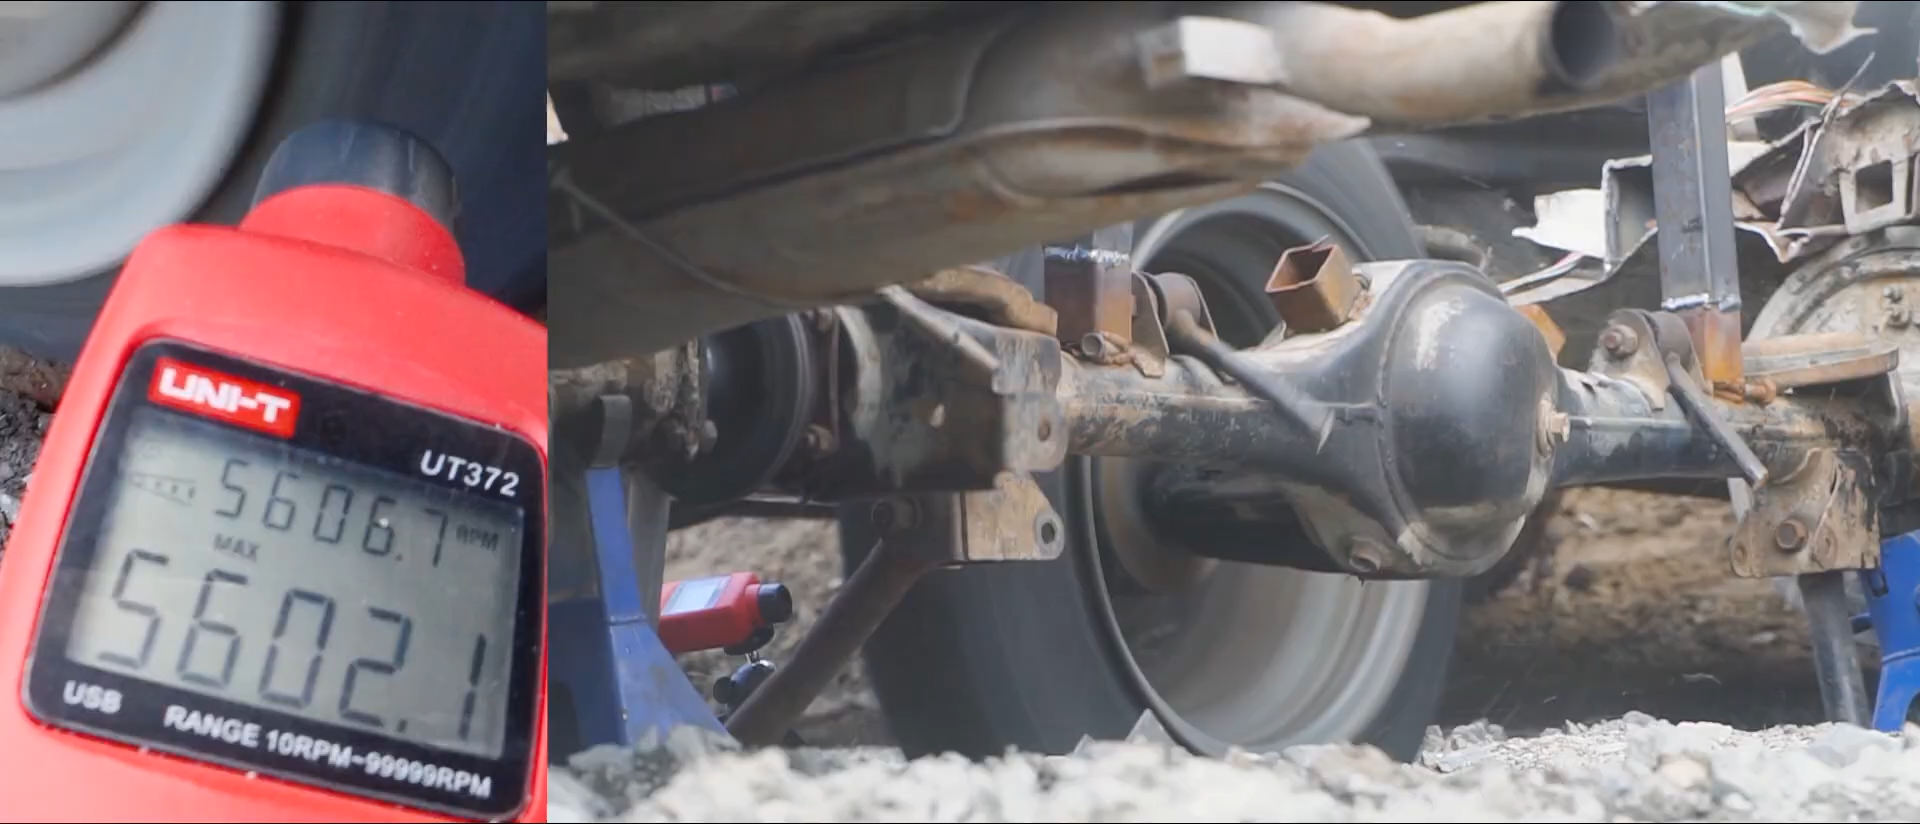 UNI-T
UT372
5606.7 RPM
MAX
5602.1
USB RANGE 10RPM~99999RPM